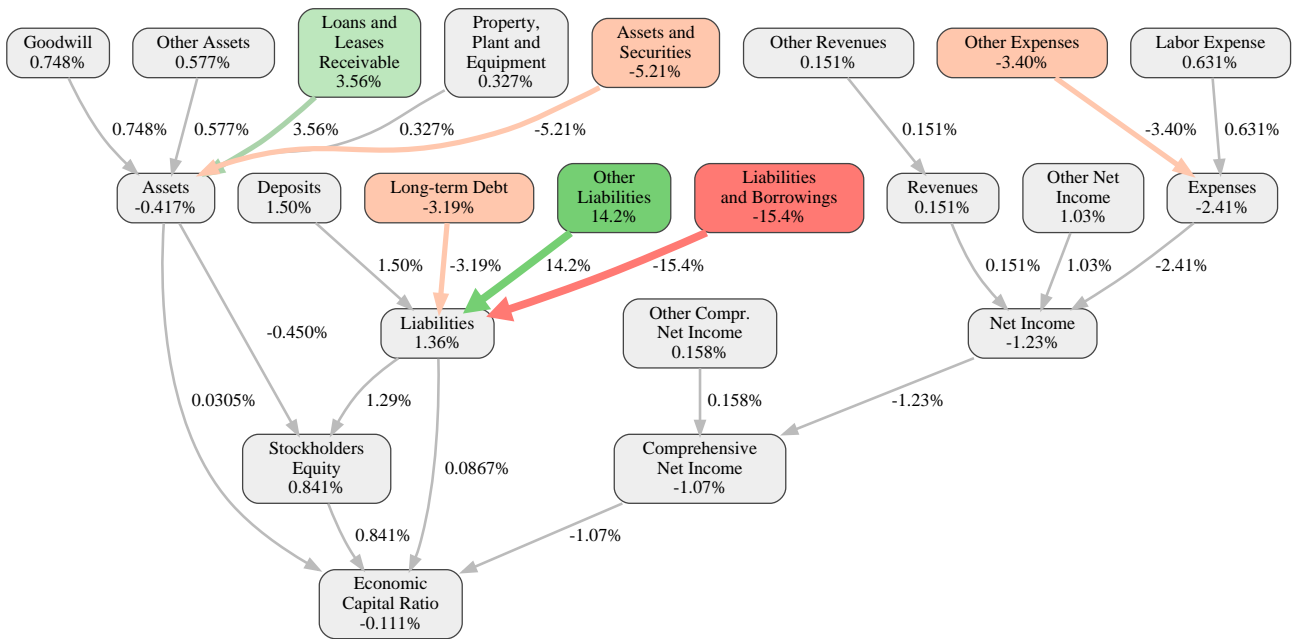 Goodwill
0.748%
Other Assets
0.577%
Loans and
Leases
Receivable
3.56%
Property,
Plant and
Equipment
0.327%
Assets and
Securities
-5.21%
Other Revenues
0.151%
Other Expenses
-3.40%
Labor Expense
0.631%
0.748%
0.577%
3.56%
0.327%
-5.21%
0.151%
-3.40%
0.631%
Assets
-0.417%
Deposits
1.50%
Long-term Debt
-3.19%
Other
Liabilities
14.2%
Liabilities
and Borrowings
-15.4%
Revenues
0.151%
Other Net
Income
1.03%
Expenses
-2.41%
1.50%
-3.19%
14.2%
-15.4%
0.151%
1.03%
-2.41%
-0.450%
Liabilities
1.36%
Other Compr.
Net Income
0.158%
Net Income
-1.23%
0.0305%
1.29%
0.158%
-1.23%
Stockholders
Equity
0.841%
0.0867%
Comprehensive
Net Income
-1.07%
0.841%
-1.07%
Economic
Capital Ratio
-0.111%